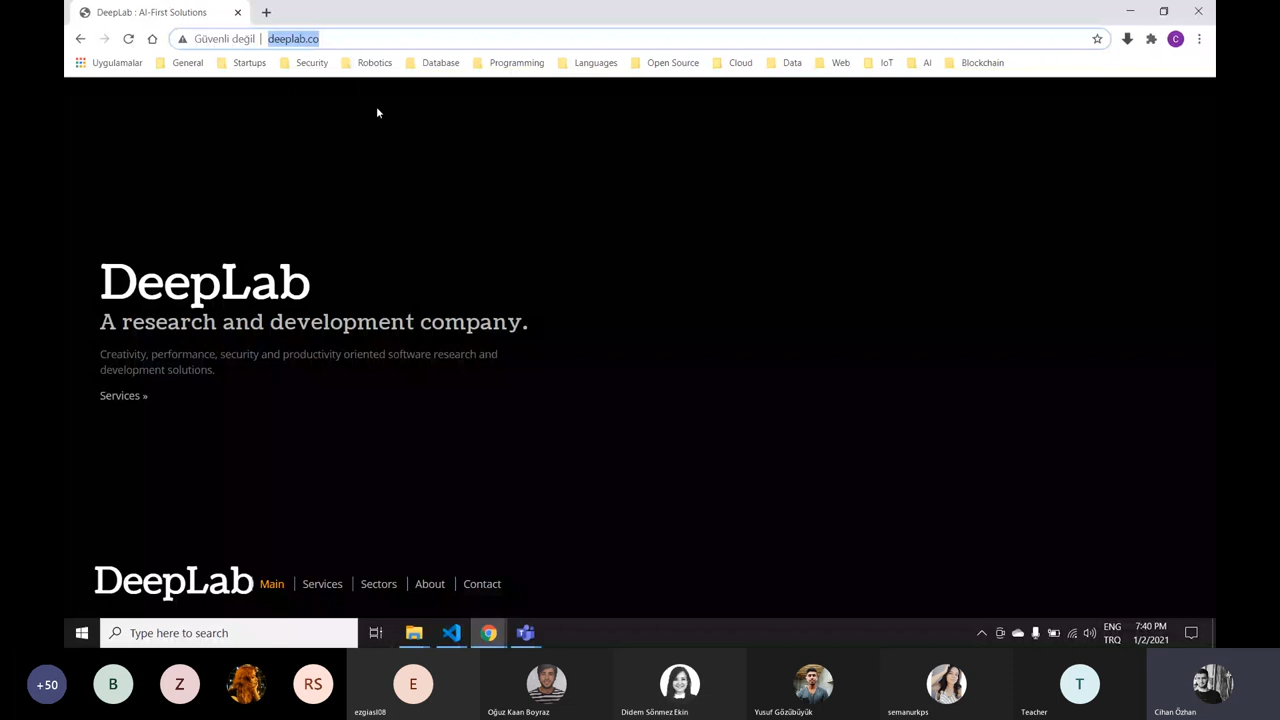 DeepLab : AI-First Solutions
Güvenli değil | deeplab.co
C
Uygulamalar General Startups Security Robotics Database Programming Languages Open Source Cloud Data Web IoT AI Blockchain
DeepLab
A research and development company.
Creativity, performance, security and productivity oriented software research and
development solutions.
Services »
DeepLab Main Services Sectors About Contact
Type here to search
ENG 7:40 PM
TRQ 1/2/2021
+50 B Z RS E T
ezgiasl08 Oğuz Kaan Boyraz Didem Sönmez Ekin Yusuf Gözübüyük semanurkps Teacher Cihan Özhan